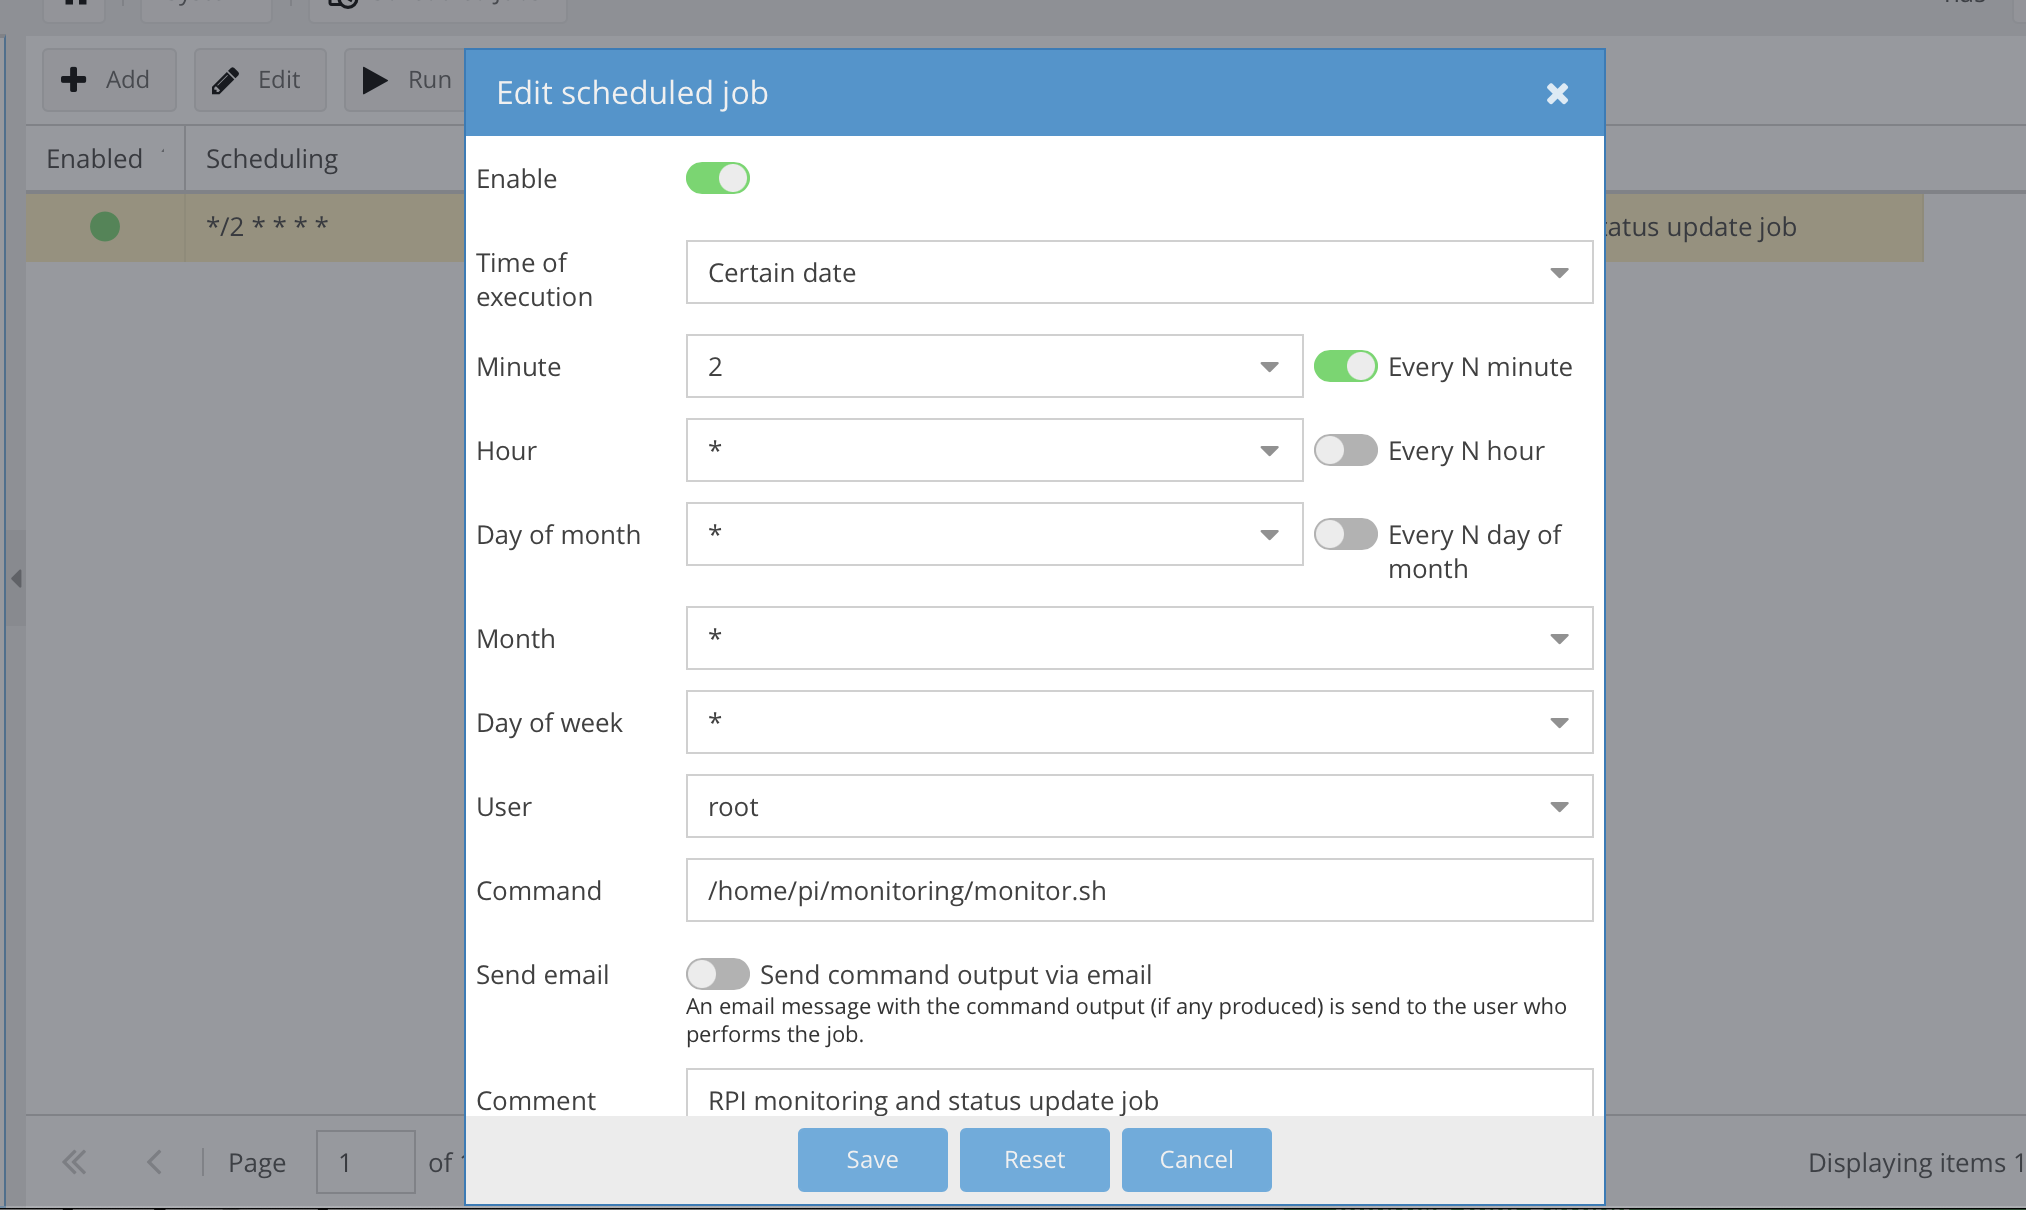 Add
Edit
Run
Enabled
Scheduling
*/2 * * * *
update job
Edit scheduled job
Enable
Time of
execution
Certain date
Minute
2
Every N minute
Hour
*
Every N hour
Day of month
*
Every N day of
month
Month
*
Day of week
*
User
root
Command
/home/pi/monitoring/monitor.sh
Send email
Send command output via email
An email message with the command output (if any produced) is send to the user who
performs the job.
Comment
RPI monitoring and status update job
Save
Reset
Cancel
Page
1
of
Displaying items 1